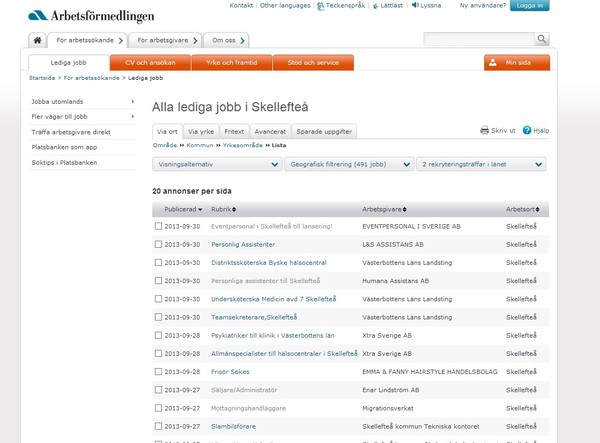 Kontakt Other languages Teckenspråk Lättläst Lyssna Ny användare? Logga in
Arbetsförmedlingen
För arbetssökande För arbetsgivare Om oss
Lediga jobb CV och ansökan Yrke och framtid Stöd och service Min sida
Startsida > För arbetssökande > Lediga jobb
Jobba utomlands
Fler vägar till jobb
Träffa arbetsgivare direkt
Platsbanken som app
Söktips i Platsbanken
Alla lediga jobb i Skellefteå
Via ort Via yrke Fritext Avancerat Sparade uppgifter Skriv ut Hjälp
Område Kommun Yrkesområde Lista
Visningsalternativ Geografisk filtrering (491 jobb) 2 rekryteringsträffar i länet
20 annonser per sida
Publicerad Rubrik Arbetsgivare Arbetsort
2013-09-30 Eventpersonal i Skellefteå till lansering! EVENTPERSONAL I SVERIGE AB Skellefteå
2013-09-30 Personlig Assistenter L&S ASSISTANS AB Skellefteå
2013-09-30 Distriktssköterska Byske hälsocentral Västerbottens Läns Landsting Skellefteå
2013-09-30 Personliga assistenter till Skellefteå Humana Assistans AB Skellefteå
2013-09-30 Undersköterska Medicin avd 7 Skellefteå Västerbottens Läns Landsting Skellefteå
2013-09-30 Teamsekreterare,Skellefteå Västerbottens Läns Landsting Skellefteå
2013-09-28 Psykiatriker till klinik i Västerbottens län Xtra Sverige AB Skellefteå
2013-09-28 Allmänspecialister till hälsocentraler i Skellefteå Xtra Sverige AB Skellefteå
2013-09-28 Frisör Sökes EMMA & FANNY HAIRSTYLE HANDELSBOLAG Skellefteå
2013-09-27 Säljare/Administratör Enar Lindström AB Skellefteå
2013-09-27 Mottagningshandläggare Migrationsverket Skellefteå
2013-09-27 Slambilsförare Skellefteå kommun Tekniska kontoret Skellefteå